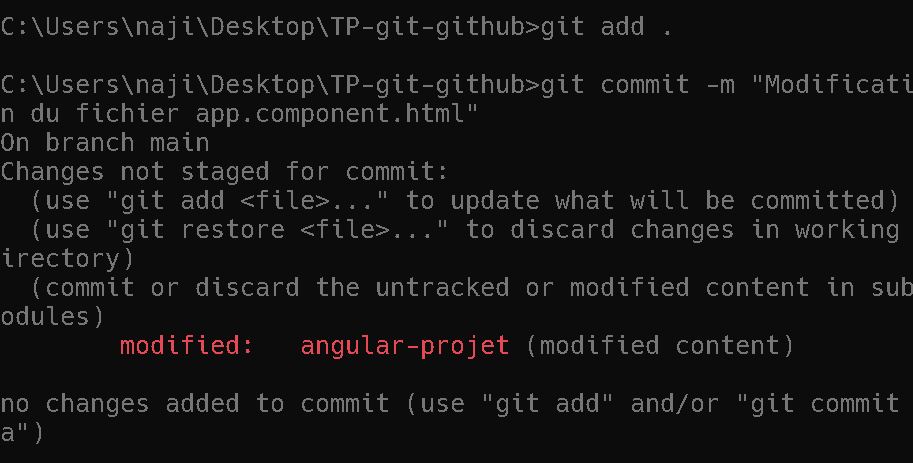 C:\Users\naji\Desktop\TP-git-github>git add .
C:\Users\naji\Desktop\TP-git-github>git commit -m "Modificati
n du fichier app.component.html"
On branch main
Changes not staged for commit:
  (use "git add <file>..." to update what will be committed)
  (use "git restore <file>..." to discard changes in working
irectory)
  (commit or discard the untracked or modified content in sub
odules)
        modified:   angular-projet (modified content)
no changes added to commit (use "git add" and/or "git commit
a")